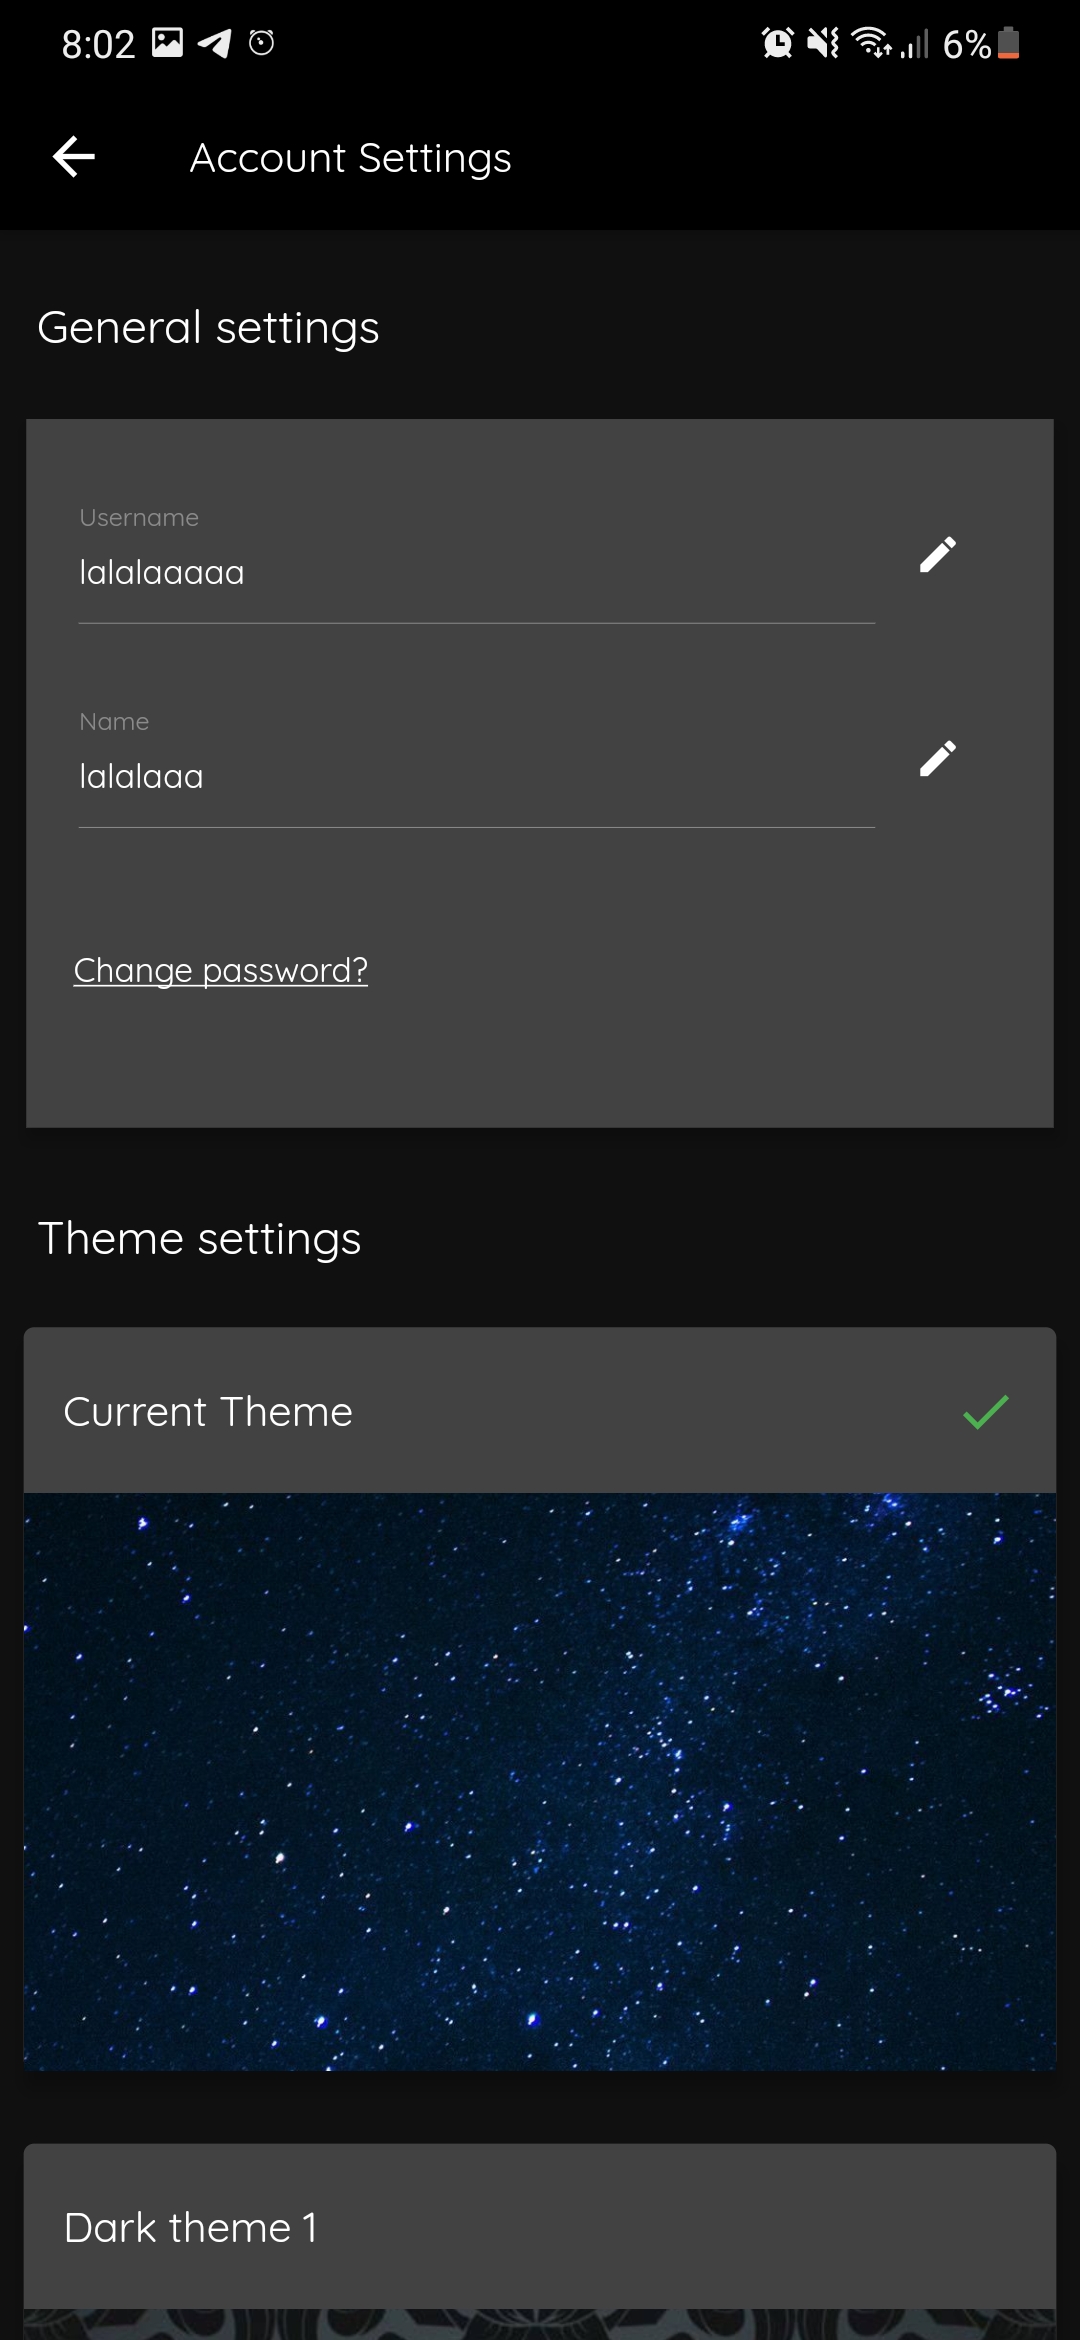 8:02 6%
Account Settings
General settings
Username
lalalaaaaa
Name
lalalaaa
Change password?
Theme settings
Current Theme
Dark theme 1